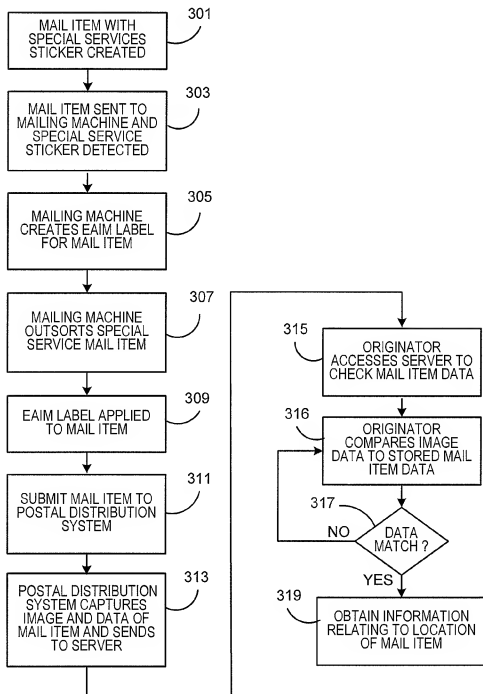 301
MAIL ITEM WITH
SPECIAL SERVICES
STICKER CREATED
303
MAIL ITEM SENT TO
MAILING MACHINE AND
SPECIAL SERVICE
STICKER DETECTED
305
MAILING MACHINE
CREATES EAIM LABEL
FOR MAIL ITEM
307
MAILING MACHINE
OUTSORTS SPECIAL
SERVICE MAIL ITEM
309
EAIM LABEL APPLIED
TO MAIL ITEM
311
SUBMIT MAIL ITEM TO
POSTAL DISTRIBUTION
SYSTEM
313
POSTAL DISTRIBUTION
SYSTEM CAPTURES
IMAGE AND DATA OF
MAIL ITEM AND SENDS
TO SERVER
315
ORIGINATOR
ACCESSES SERVER TO
CHECK MAIL ITEM DATA
316
ORIGINATOR
COMPARES IMAGE
DATA TO STORED MAIL
ITEM DATA
317
NO
DATA
MATCH ?
YES
319
OBTAIN INFORMATION
RELATING TO LOCATION
OF MAIL ITEM